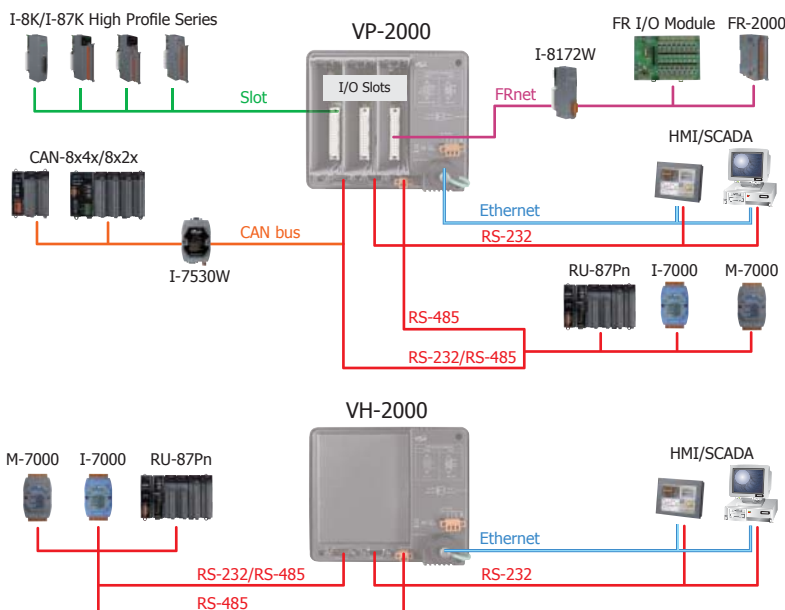 I-8K/I-87K High Profile Series
VP-2000
FR I/O Module
FR-2000
I-8172W
I/O Slots
Slot
FRnet
CAN-8x4x/8x2x
HMI/SCADA
Ethernet
CAN bus
RS-232
I-7530W
RU-87Pn
I-7000
M-7000
RS-485
RS-232/RS-485
VH-2000
M-7000
I-7000
RU-87Pn
HMI/SCADA
Ethernet
RS-232/RS-485
RS-232
RS-485